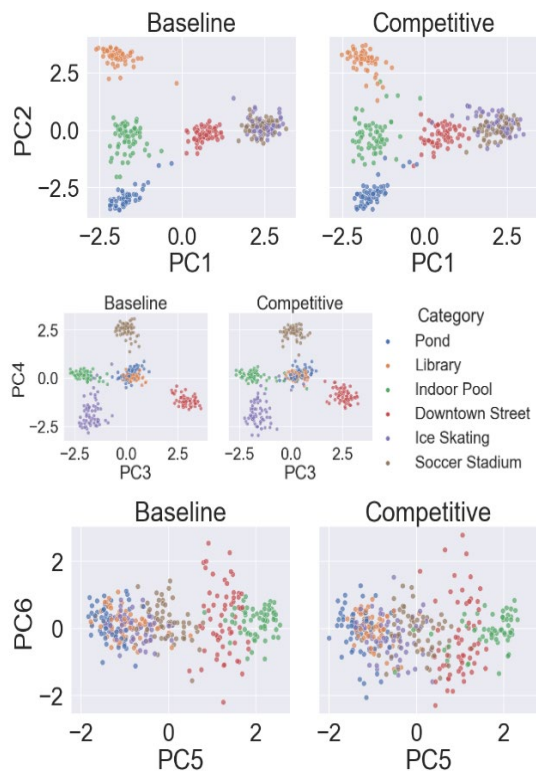 Baseline Competitive
PC2
2.5
0.0
−2.5
−2.5 0.0 2.5 −2.5 0.0 2.5
PC1 PC1
Baseline Competitive
PC4
2.5
0.0
−2.5
−2.5 0.0 2.5 −2.5 0.0 2.5
PC3 PC3
Category
Pond
Library
Indoor Pool
Downtown Street
Ice Skating
Soccer Stadium
Baseline Competitive
PC6
2
0
−2
−2 0 2 −2 0 2
PC5 PC5